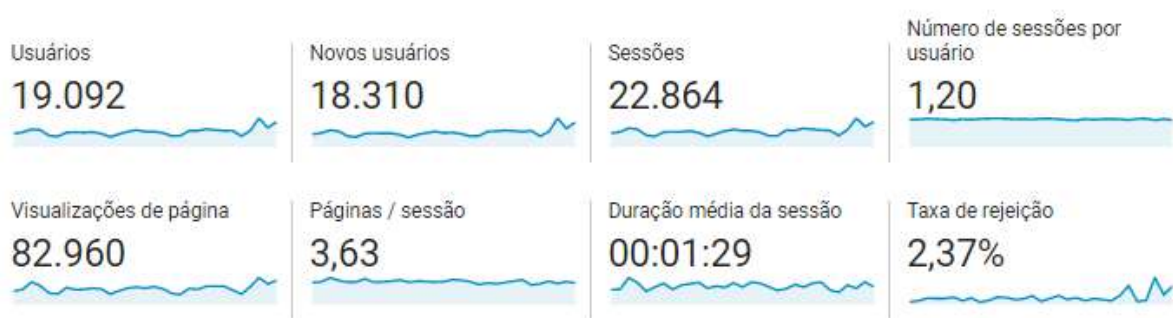 Usuários
19.092
Novos usuários
18.310
Sessões
22.864
Número de sessões por
usuário
1,20
Visualizações de página
82.960
Páginas / sessão
3,63
Duração média da sessão
00:01:29
Taxa de rejeição
2,37%